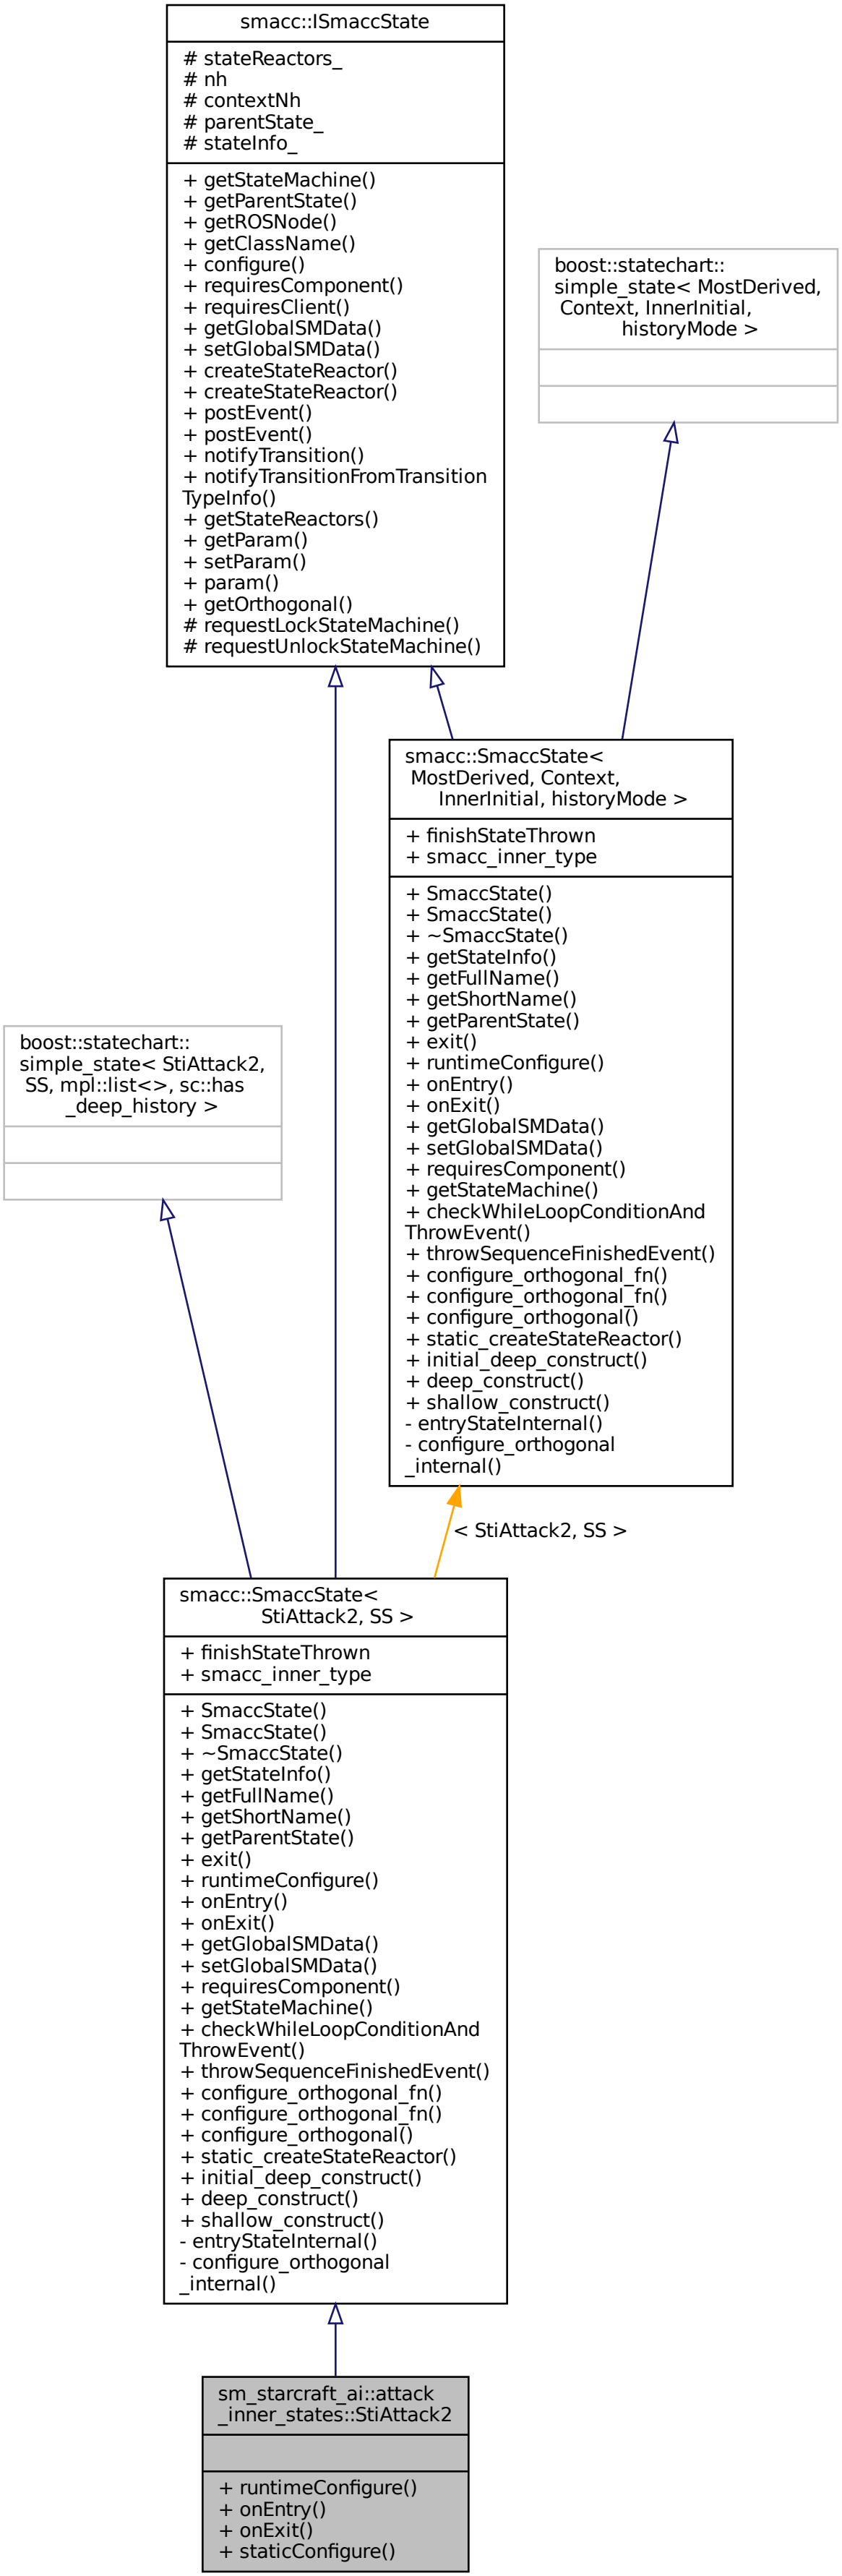 smacc::ISmaccState
# stateReactors_
# nh
# contextNh
# parentState_
# stateInfo_
+ getStateMachine()
+ getParentState()
+ getROSNode()
+ getClassName()
+ configure()
+ requiresComponent()
+ requiresClient()
+ getGlobalSMData()
+ setGlobalSMData()
+ createStateReactor()
+ createStateReactor()
+ postEvent()
+ postEvent()
+ notifyTransition()
+ notifyTransitionFromTransition
TypeInfo()
+ getStateReactors()
+ getParam()
+ setParam()
+ param()
+ getOrthogonal()
# requestLockStateMachine()
# requestUnlockStateMachine()
boost::statechart::
simple_state< MostDerived,
Context, InnerInitial,
historyMode >
smacc::SmaccState<
MostDerived, Context,
InnerInitial, historyMode >
+ finishStateThrown
+ smacc_inner_type
+ SmaccState()
+ SmaccState()
+ ~SmaccState()
+ getStateInfo()
+ getFullName()
+ getShortName()
+ getParentState()
+ exit()
+ runtimeConfigure()
+ onEntry()
+ onExit()
+ getGlobalSMData()
+ setGlobalSMData()
+ requiresComponent()
+ getStateMachine()
+ checkWhileLoopConditionAnd
ThrowEvent()
+ throwSequenceFinishedEvent()
+ configure_orthogonal_fn()
+ configure_orthogonal_fn()
+ configure_orthogonal()
+ static_createStateReactor()
+ initial_deep_construct()
+ deep_construct()
+ shallow_construct()
- entryStateInternal()
- configure_orthogonal
_internal()
boost::statechart::
simple_state< StiAttack2,
SS, mpl::list<>, sc::has
_deep_history >
< StiAttack2, SS >
smacc::SmaccState<
StiAttack2, SS >
+ finishStateThrown
+ smacc_inner_type
+ SmaccState()
+ SmaccState()
+ ~SmaccState()
+ getStateInfo()
+ getFullName()
+ getShortName()
+ getParentState()
+ exit()
+ runtimeConfigure()
+ onEntry()
+ onExit()
+ getGlobalSMData()
+ setGlobalSMData()
+ requiresComponent()
+ getStateMachine()
+ checkWhileLoopConditionAnd
ThrowEvent()
+ throwSequenceFinishedEvent()
+ configure_orthogonal_fn()
+ configure_orthogonal_fn()
+ configure_orthogonal()
+ static_createStateReactor()
+ initial_deep_construct()
+ deep_construct()
+ shallow_construct()
- entryStateInternal()
- configure_orthogonal
_internal()
sm_starcraft_ai::attack
_inner_states::StiAttack2
+ runtimeConfigure()
+ onEntry()
+ onExit()
+ staticConfigure()